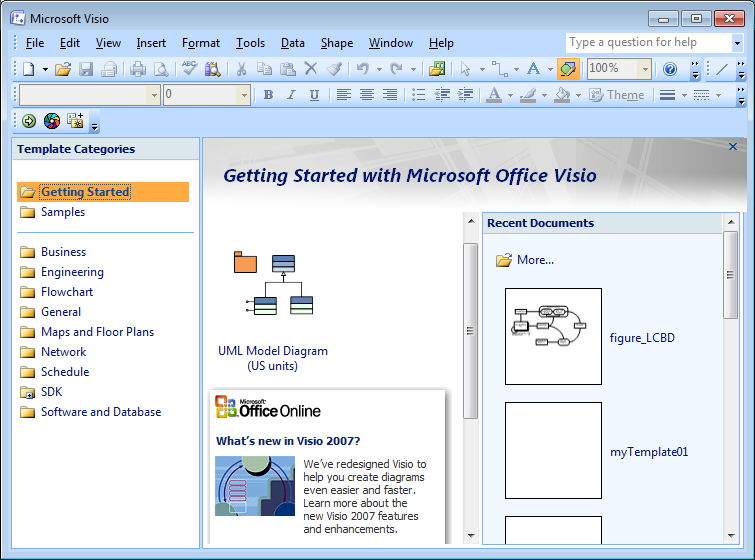 Microsoft Visio
File Edit View Insert Format Tools Data Shape Window Help Type a question for help
ABC A 100%
0 B I U A Theme
Template Categories
Getting Started
Samples
Business
Engineering
Flowchart
General
Maps and Floor Plans
Network
Schedule
SDK
Software and Database
Getting Started with Microsoft Office Visio
UML Model Diagram
(US units)
Microsoft
Office Online
What's new in Visio 2007?
We've redesigned Visio to
help you create diagrams
even easier and faster.
Learn more about the
new Visio 2007 features
and enhancements.
Recent Documents
More...
figure_LCBD
myTemplate01